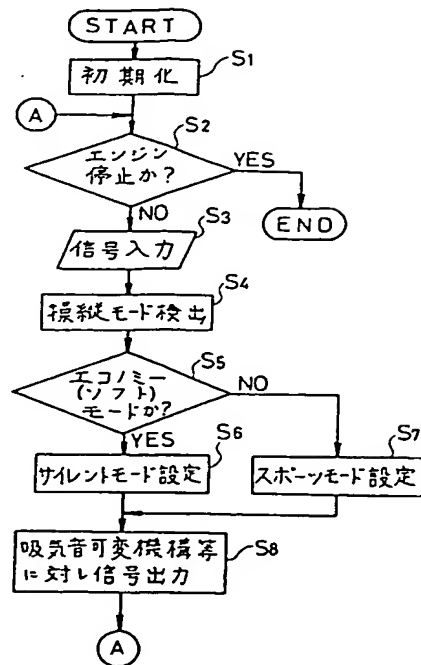 START
初期化
S1
A
S2
エンジン
停止か?
YES
NO
END
S3
信号入力
S4
操縦モード検出
S5
エコノミー
(ソフト)
モードか?
NO
YES
S6
サイレントモード設定
S7
スポーツモード設定
S8
吸気音可変機構等
に対し信号出力
A